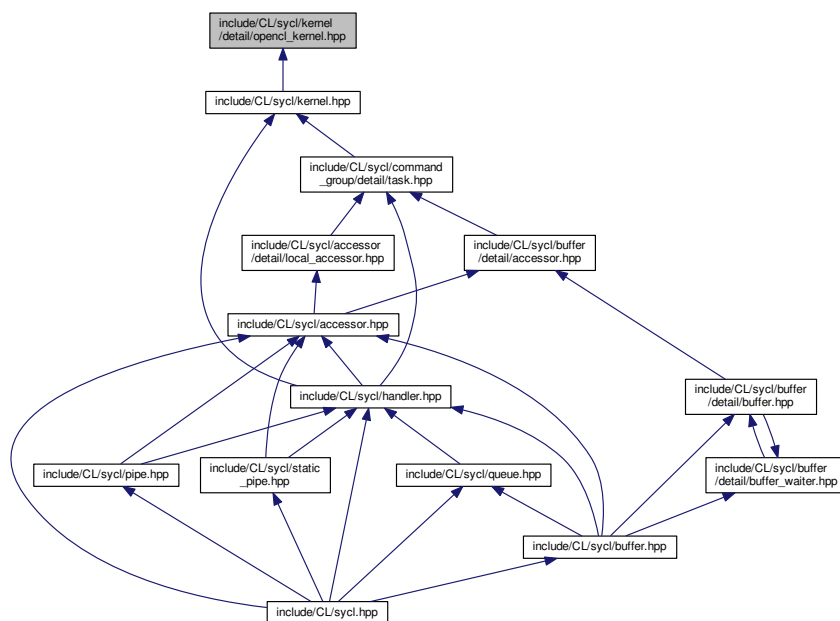 include/CL/sycl/kernel
/detail/opencl_kernel.hpp
include/CL/sycl/kernel.hpp
include/CL/sycl/command
_group/detail/task.hpp
include/CL/sycl/accessor
/detail/local_accessor.hpp
include/CL/sycl/buffer
/detail/accessor.hpp
include/CL/sycl/accessor.hpp
include/CL/sycl/handler.hpp
include/CL/sycl/buffer
/detail/buffer.hpp
include/CL/sycl/pipe.hpp
include/CL/sycl/static
_pipe.hpp
include/CL/sycl/queue.hpp
include/CL/sycl/buffer
/detail/buffer_waiter.hpp
include/CL/sycl/buffer.hpp
include/CL/sycl.hpp